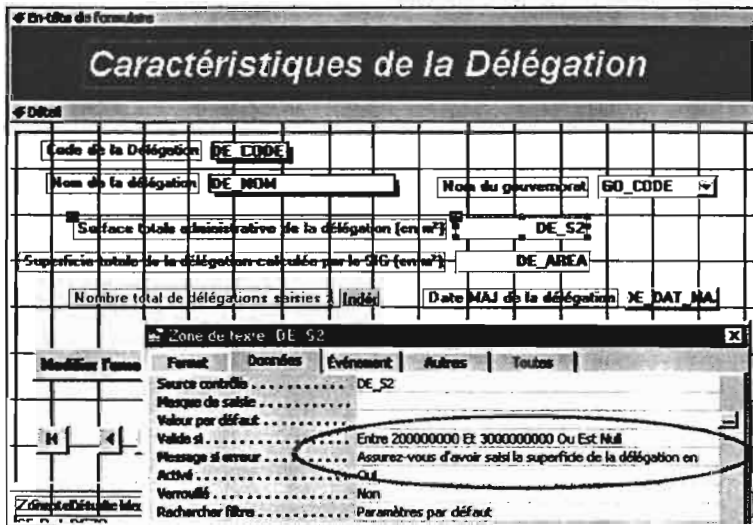 En-tête de formulaire
Caractéristiques de la Délégation
Détail
Code de la Délégation DE_CODE
Nom de la délégation DE_NOM Nom du gouvernorat GO_CODE
Surface totale administrative de la délégation (en m²) DE_S2
Superficie totale de la délégation calculée par le SIG (en m²) DE_AREA
Nombre total de délégations saisies Indép Date MAJ de la délégation DE_DAT_MAJ
Zone de texte DE_S2
Modifier
Format Données Événement Autres Toutes
Source contrôle DE_S2
Masque de saisie
Valeur par défaut
Valide si Entre 200000000 Et 3000000000 Ou Est Null
Message si erreur Assurez-vous d'avoir saisi la superficie de la délégation en
Activé Oui
Verrouillé Non
Rechercher filtre Paramètres par défaut